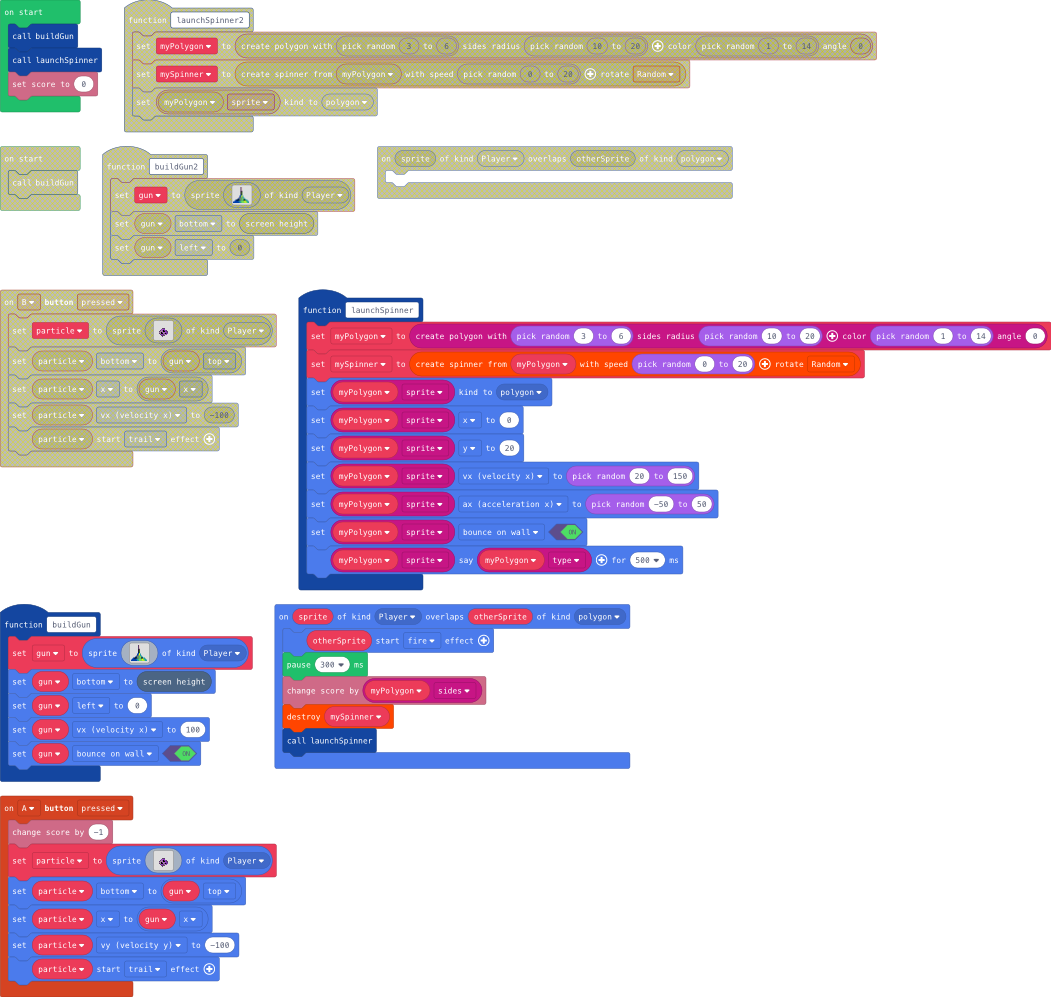 on start
call buildGun
call launchSpinner
set score to 0
function launchSpinner2
set myPolygon to create polygon with pick random 3 to 6 sides radius pick random 10 to 20 color pick random 1 to 14 angle 0
set mySpinner to create spinner from myPolygon with speed pick random 0 to 20 rotate Random
set myPolygon sprite kind to polygon
on start
call buildGun
function buildGun2
set gun to sprite of kind Player
set gun bottom to screen height
set gun left to 0
on sprite of kind Player overlaps otherSprite of kind polygon
on B button pressed
set particle to sprite of kind Player
set particle bottom to gun top
set particle x to gun x
set particle vx (velocity x) to -100
particle start trail effect
function launchSpinner
set myPolygon to create polygon with pick random 3 to 6 sides radius pick random 10 to 20 color pick random 1 to 14 angle 0
set mySpinner to create spinner from myPolygon with speed pick random 0 to 20 rotate Random
set myPolygon sprite kind to polygon
set myPolygon sprite x to 0
set myPolygon sprite y to 20
set myPolygon sprite vx (velocity x) to pick random 20 to 150
set myPolygon sprite ax (acceleration x) to pick random -50 to 50
set myPolygon sprite bounce on wall ON
myPolygon sprite say myPolygon type for 500 ms
function buildGun
set gun to sprite of kind Player
set gun bottom to screen height
set gun left to 0
set gun vx (velocity x) to 100
set gun bounce on wall ON
on sprite of kind Player overlaps otherSprite of kind polygon
otherSprite start fire effect
pause 300 ms
change score by myPolygon sides
destroy mySpinner
call launchSpinner
on A button pressed
change score by -1
set particle to sprite of kind Player
set particle bottom to gun top
set particle x to gun x
set particle vy (velocity y) to -100
particle start trail effect